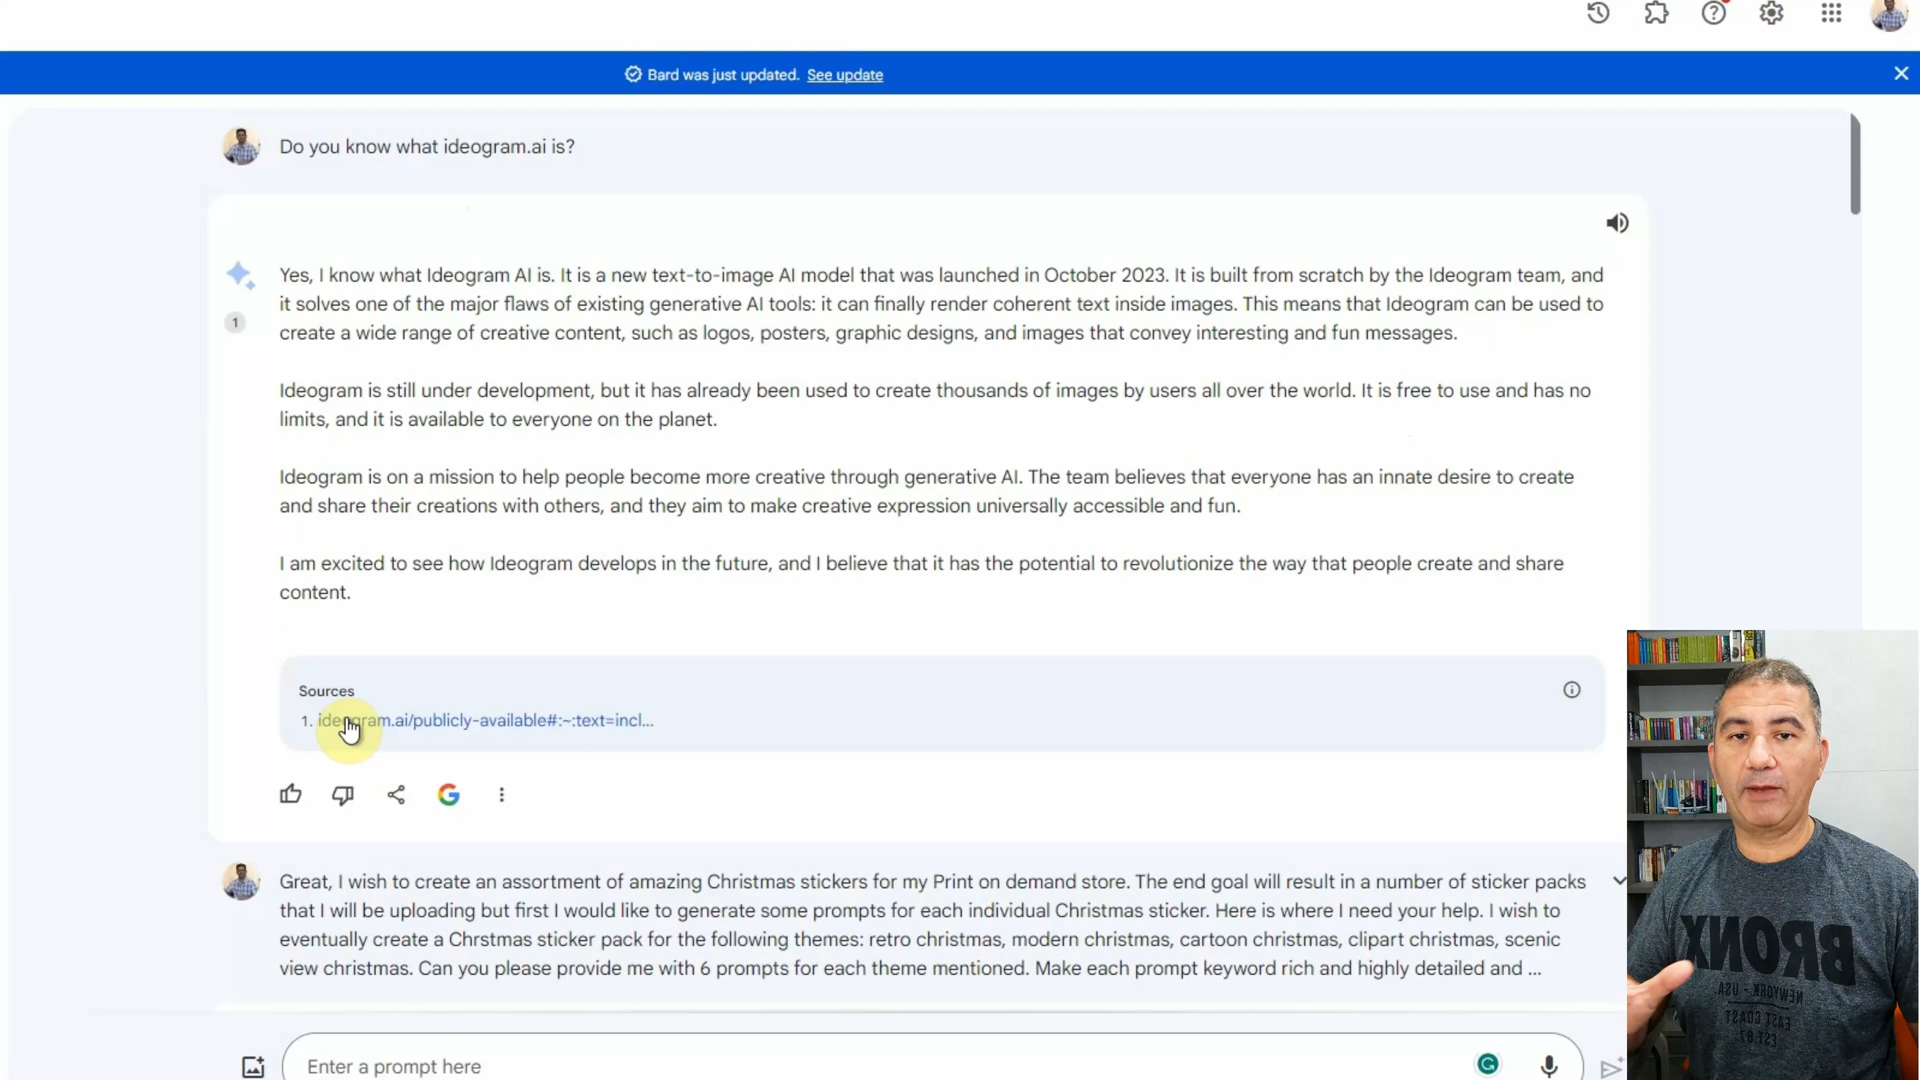 Bard was just updated. See update
Do you know what ideogram.ai is?
Yes, I know what Ideogram AI is. It is a new text-to-image AI model that was launched in October 2023. It is built from scratch by the Ideogram team, and
it solves one of the major flaws of existing generative AI tools: it can finally render coherent text inside images. This means that Ideogram can be used to
1
create a wide range of creative content, such as logos, posters, graphic designs, and images that convey interesting and fun messages.
Ideogram is still under development, but it has already been used to create thousands of images by users all over the world. It is free to use and has no
limits, and it is available to everyone on the planet.
Ideogram is on a mission to help people become more creative through generative AI. The team believes that everyone has an innate desire to create
and share their creations with others, and they aim to make creative expression universally accessible and fun.
I am excited to see how Ideogram develops in the future, and I believe that it has the potential to revolutionize the way that people create and share
content.
Sources
1. ideogram.ai/publicly-available#:~:text=incl...
Great, I wish to create an assortment of amazing Christmas stickers for my Print on demand store. The end goal will result in a number of sticker packs
that I will be uploading but first I would like to generate some prompts for each individual Christmas sticker. Here is where I need your help. I wish to
eventually create a Chrstmas sticker pack for the following themes: retro christmas, modern christmas, cartoon christmas, clipart christmas, scenic
view christmas. Can you please provide me with 6 prompts for each theme mentioned. Make each prompt keyword rich and highly detailed and ...
Enter a prompt here
BRONX
NEWYORK - USA.
EAST COAST
EST.87